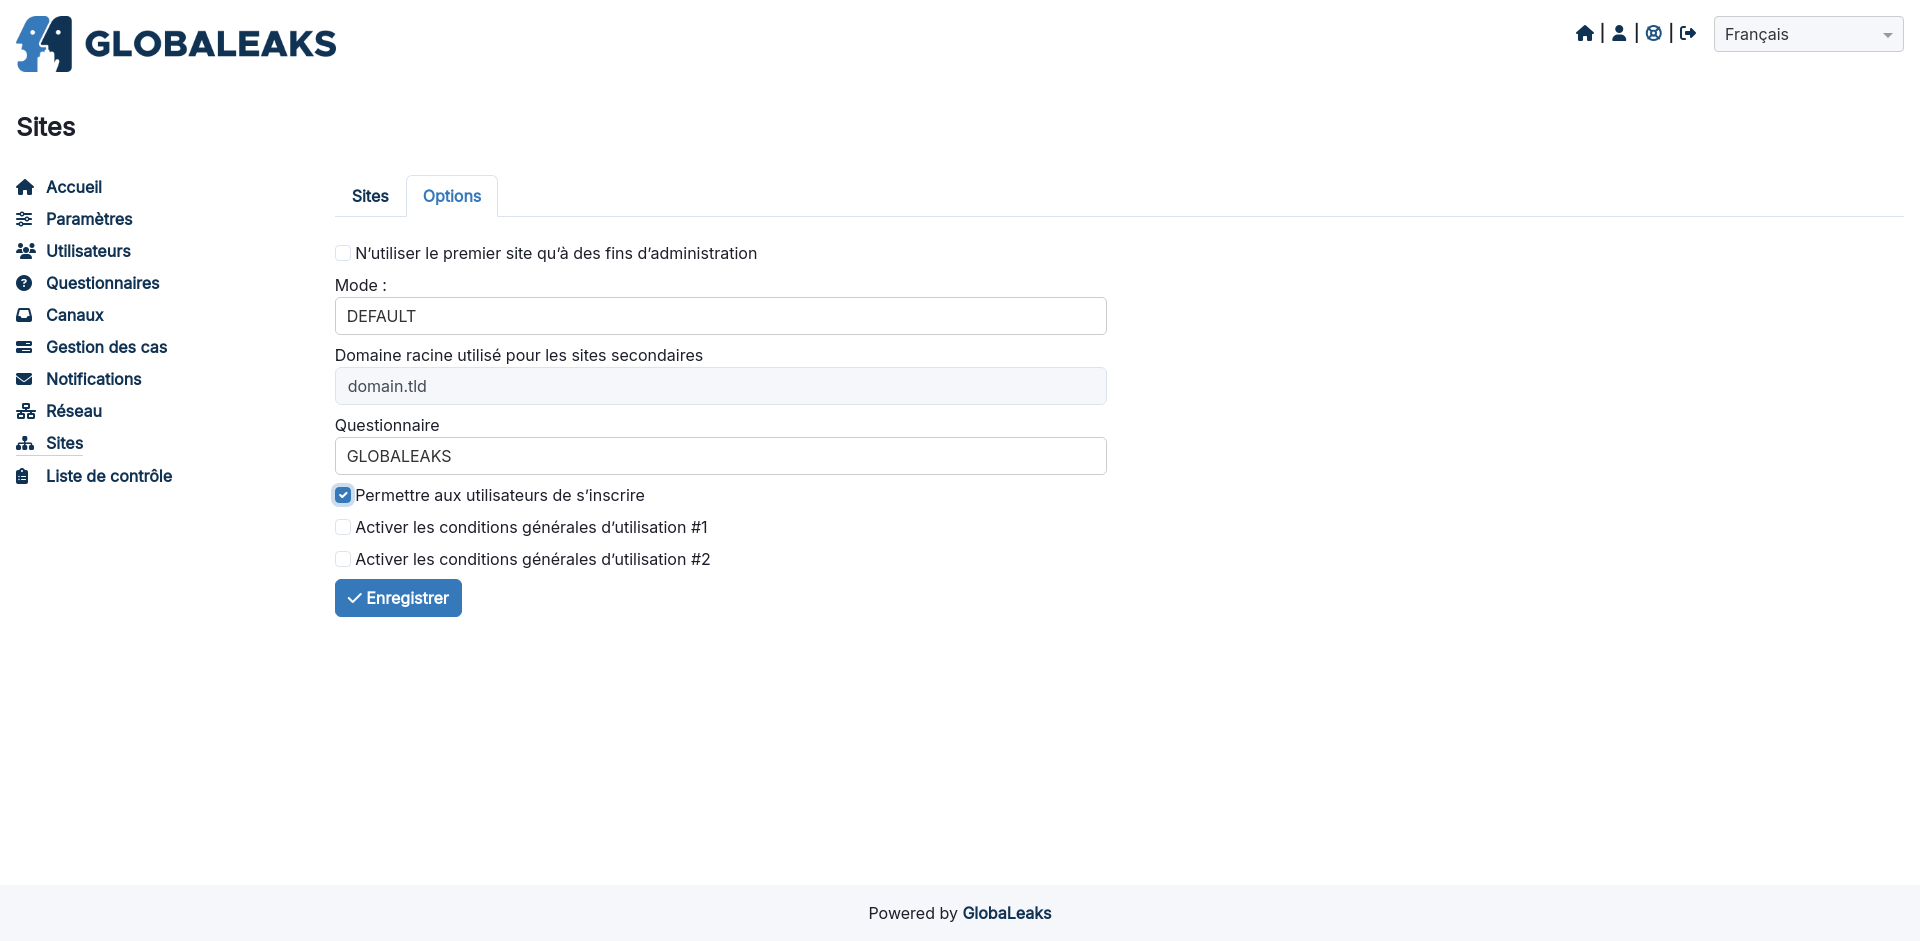 GLOBALEAKS
Français
Sites
Accueil
Paramètres
Utilisateurs
Questionnaires
Canaux
Gestion des cas
Notifications
Réseau
Sites
Liste de contrôle
Sites
Options
N’utiliser le premier site qu’à des fins d’administration
Mode :
DEFAULT
Domaine racine utilisé pour les sites secondaires
domain.tld
Questionnaire
GLOBALEAKS
Permettre aux utilisateurs de s’inscrire
Activer les conditions générales d’utilisation #1
Activer les conditions générales d’utilisation #2
Enregistrer
Powered by GlobaLeaks